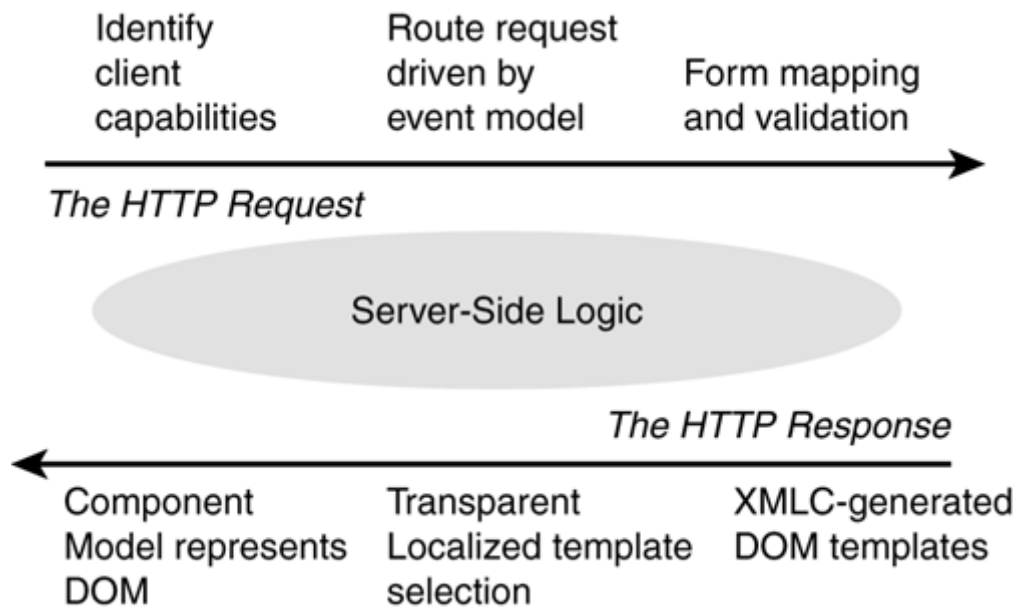 Identify
client
capabilities
Route request
driven by
event model
Form mapping
and validation
The HTTP Request
Server-Side Logic
The HTTP Response
Component
Model represents
DOM
Transparent
Localized template
selection
XMLC-generated
DOM templates